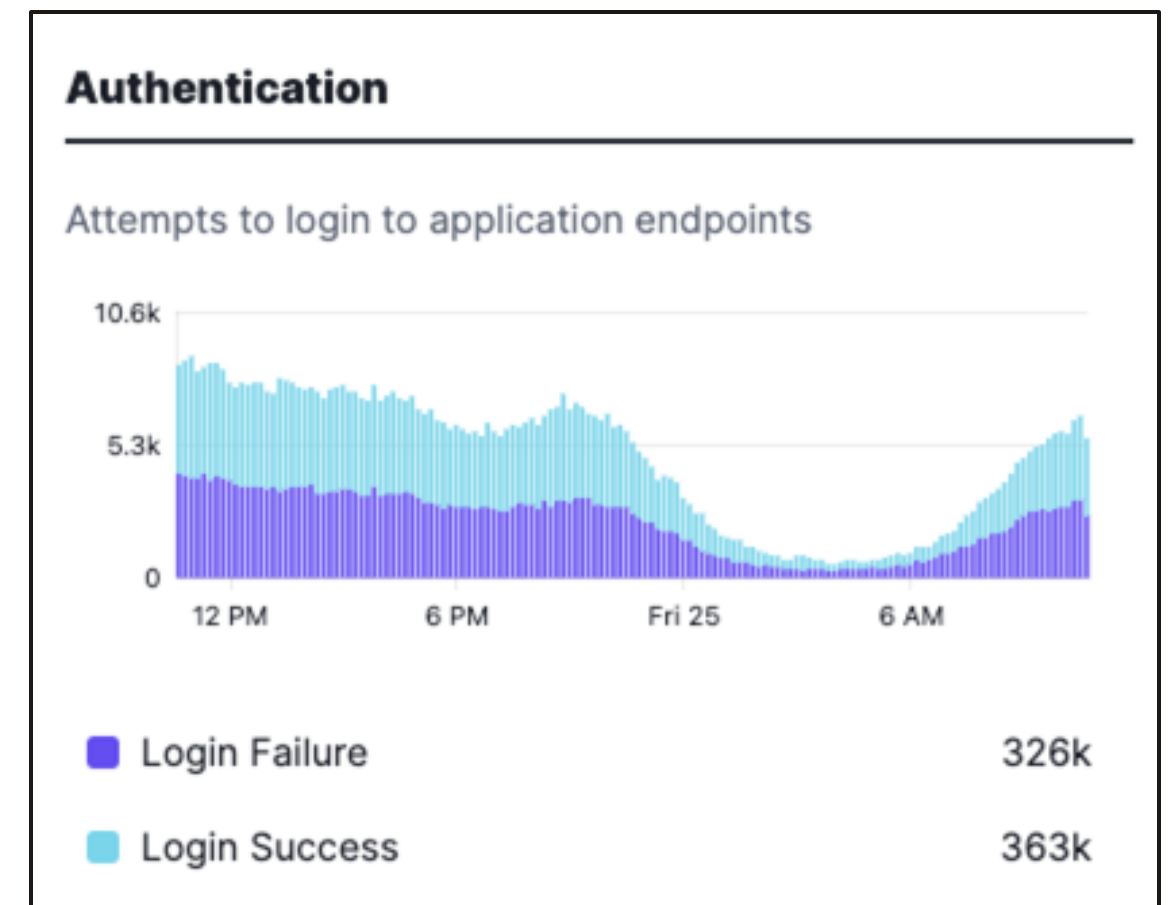 Authentication
Attempts to login to application endpoints
10.6k
5.3k
0
12 PM 6 PM Fri 25 6 AM
Login Failure 326k
Login Success 363k